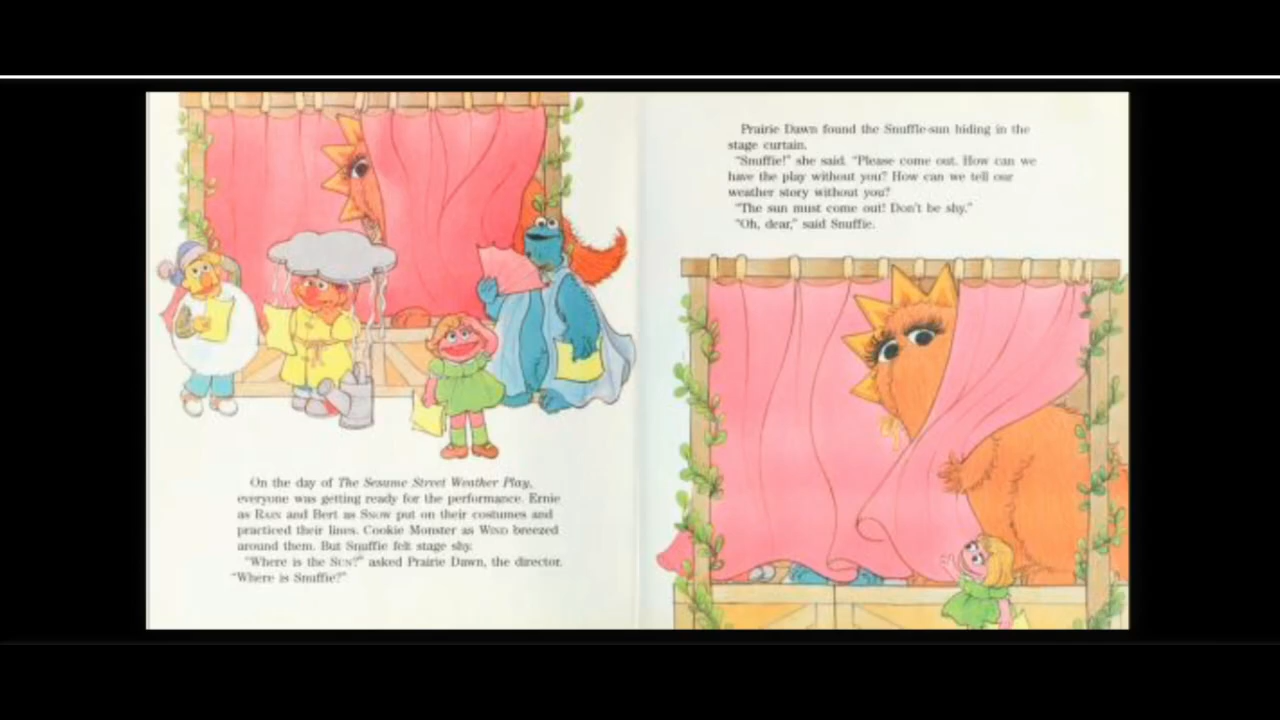 On the day of The Sesame Street Weather Play,
everyone was getting ready for the performance. Ernie
as RAIN and Bert as SNOW put on their costumes and
practiced their lines. Cookie Monster as WIND breezed
around them. But Snuffie felt stage shy.
"Where is the SUN?" asked Prairie Dawn, the director.
"Where is Snuffie?"
Prairie Dawn found the Snuffle-sun hiding in the
stage curtain.
"Snuffie!" she said. "Please come out. How can we
have the play without you? How can we tell our
weather story without you?
"The sun must come out! Don't be shy."
"Oh, dear," said Snuffie.